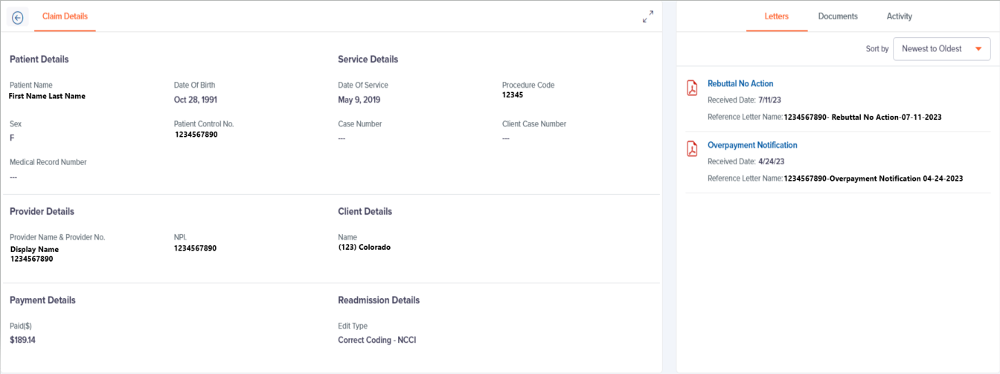 Claim Details
Patient Details
Patient Name
First Name Last Name
Date Of Birth
Oct 28, 1991
Sex
F
Patient Control No.
1234567890
Medical Record Number
---
Service Details
Date Of Service
May 9, 2019
Procedure Code
12345
Case Number
---
Client Case Number
---
Provider Details
Provider Name & Provider No.
Display Name
1234567890
NPI.
1234567890
Client Details
Name
(123) Colorado
Payment Details
Paid($)
$189.14
Readmission Details
Edit Type
Correct Coding - NCCI
Letters Documents Activity
Sort by Newest to Oldest
Rebuttal No Action
Received Date: 7/11/23
Reference Letter Name: 1234567890- Rebuttal No Action-07-11-2023
Overpayment Notification
Received Date: 4/24/23
Reference Letter Name: 1234567890-Overpayment Notification 04-24-2023